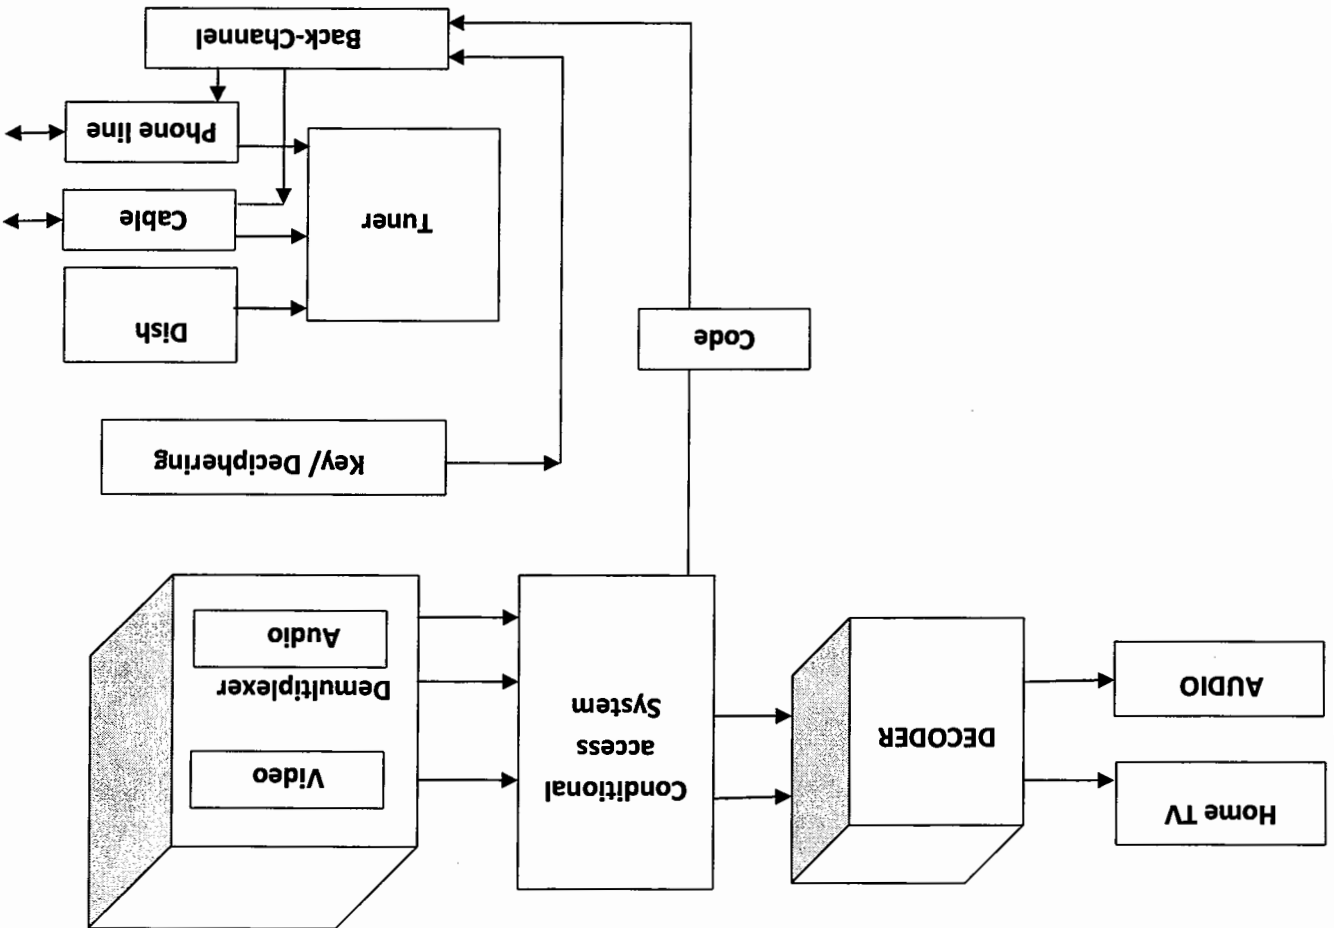 Home TV
AUDIO
DECODER
Conditional
access
System
Video
Demultiplexer
Audio
Key/ Deciphering
Code
Dish
Tuner
Cable
Phone line
Back-Channel